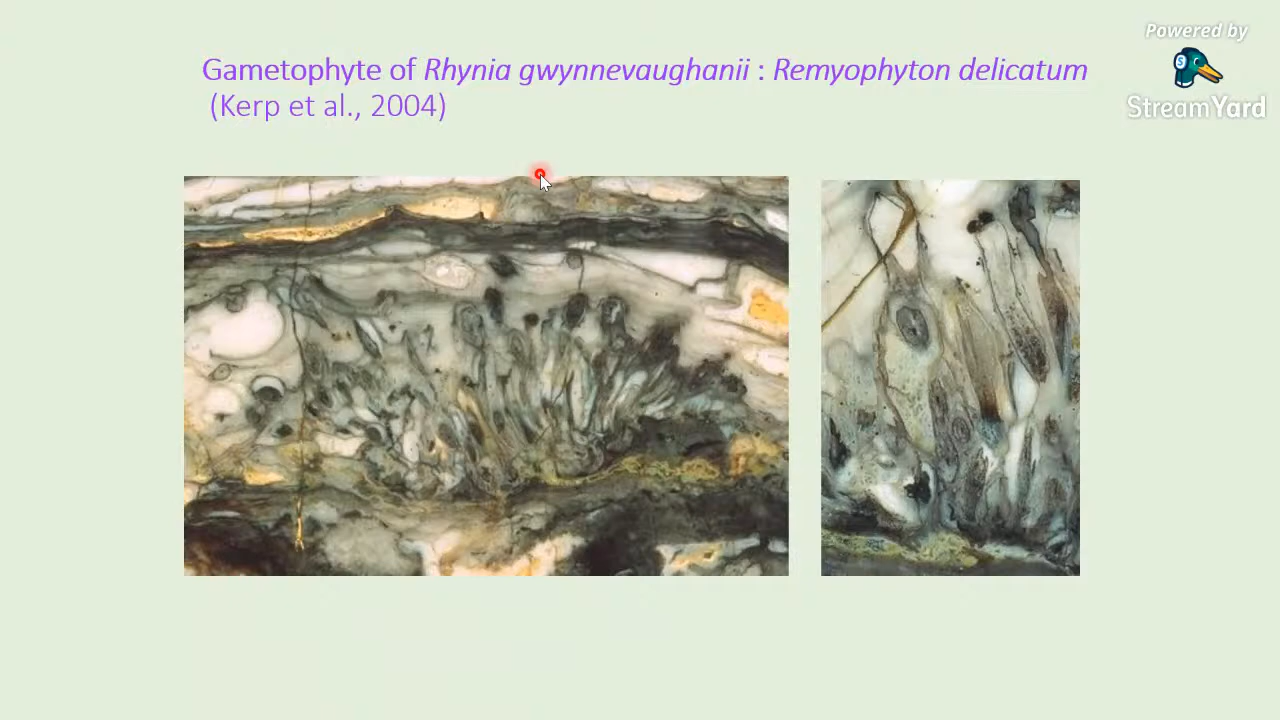 Powered by
StreamYard
Gametophyte of Rhynia gwynnevaughanii : Remyophyton delicatum
(Kerp et al., 2004)